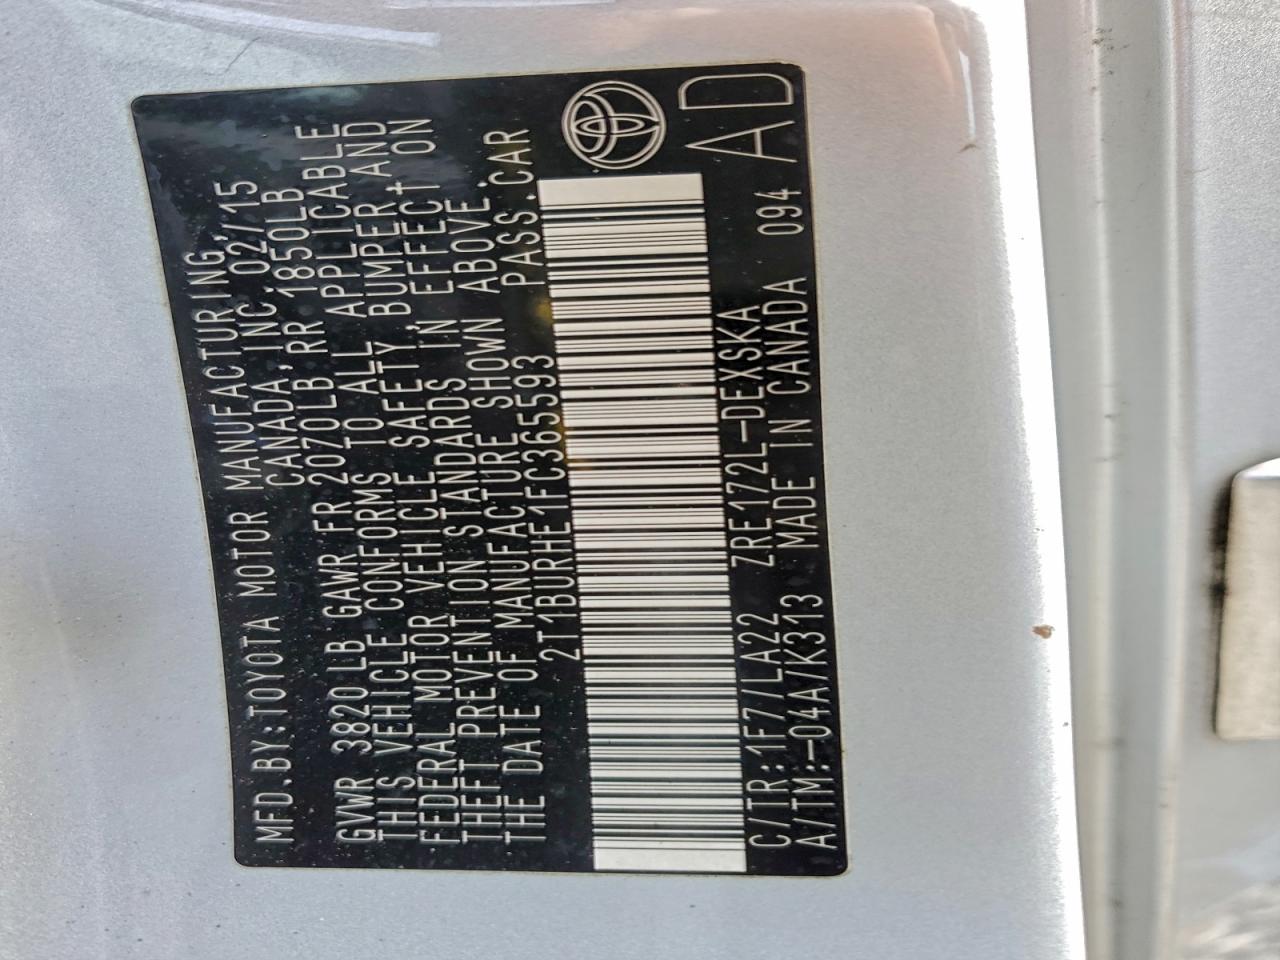 MFD.BY:TOYOTA MOTOR MANUFACTURING,
CANADA,INC. 02/15
GVWR 3820 LB GAWR FR 2070LB RR 1850LB
THIS VEHICLE CONFORMS TO ALL APPLICABLE
FEDERAL MOTOR VEHICLE SAFETY, BUMPER AND
THEFT PREVENTION STANDARDS IN EFFECT ON
THE DATE OF MANUFACTURE SHOWN ABOVE.
2T1BURHE1FC365593 PASS.CAR
C/TR:1F7/LA22 ZRE172L-DEXSKA
A/TM:-04A/K313 MADE IN CANADA 094
AD